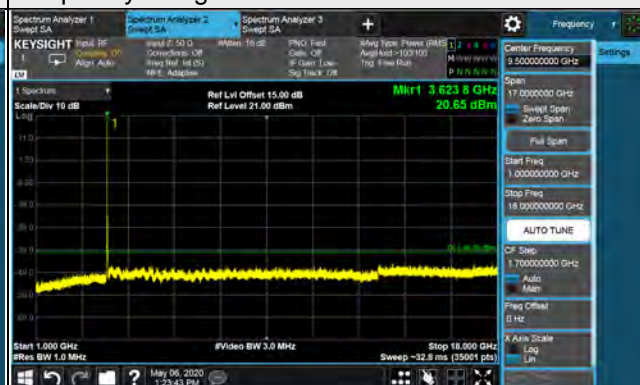 Spectrum Analyzer 1
Swept SA
Spectrum Analyzer 2
Swept SA
Spectrum Analyzer 3
Swept SA
+
Frequency
KEYSIGHT
Input: RF
Align: Auto
Input Z: 50 Ω
Corrections: Off
Freq Ref: Int (S)
NFE: Adaptive
#Atten: 16 dB
PNO: Fast
Gate: Off
IF Gain: Low
Sig Track: Off
#Avg Type: Power (RMS)
Avg|Hold: >100/100
Trig: Free Run
Center Frequency
9.500000000 GHz
Settings
Span
17.0000000 GHz
Swept Span
Zero Span
Full Span
Start Freq
1.000000000 GHz
Stop Freq
18.000000000 GHz
AUTO TUNE
CF Step
1.700000000 GHz
Auto
Man
Freq Offset
0 Hz
X Axis Scale
Log
Lin
1 Spectrum
Scale/Div 10 dB
Log
Ref Lvl Offset 15.00 dB
Ref Level 21.00 dBm
Mkr1 3.623 8 GHz
20.65 dBm
1
Start 1.000 GHz
#Res BW 1.0 MHz
#Video BW 3.0 MHz
Stop 18.000 GHz
Sweep ~32.8 ms (35001 pts)
May 06, 2020
1:23:43 PM